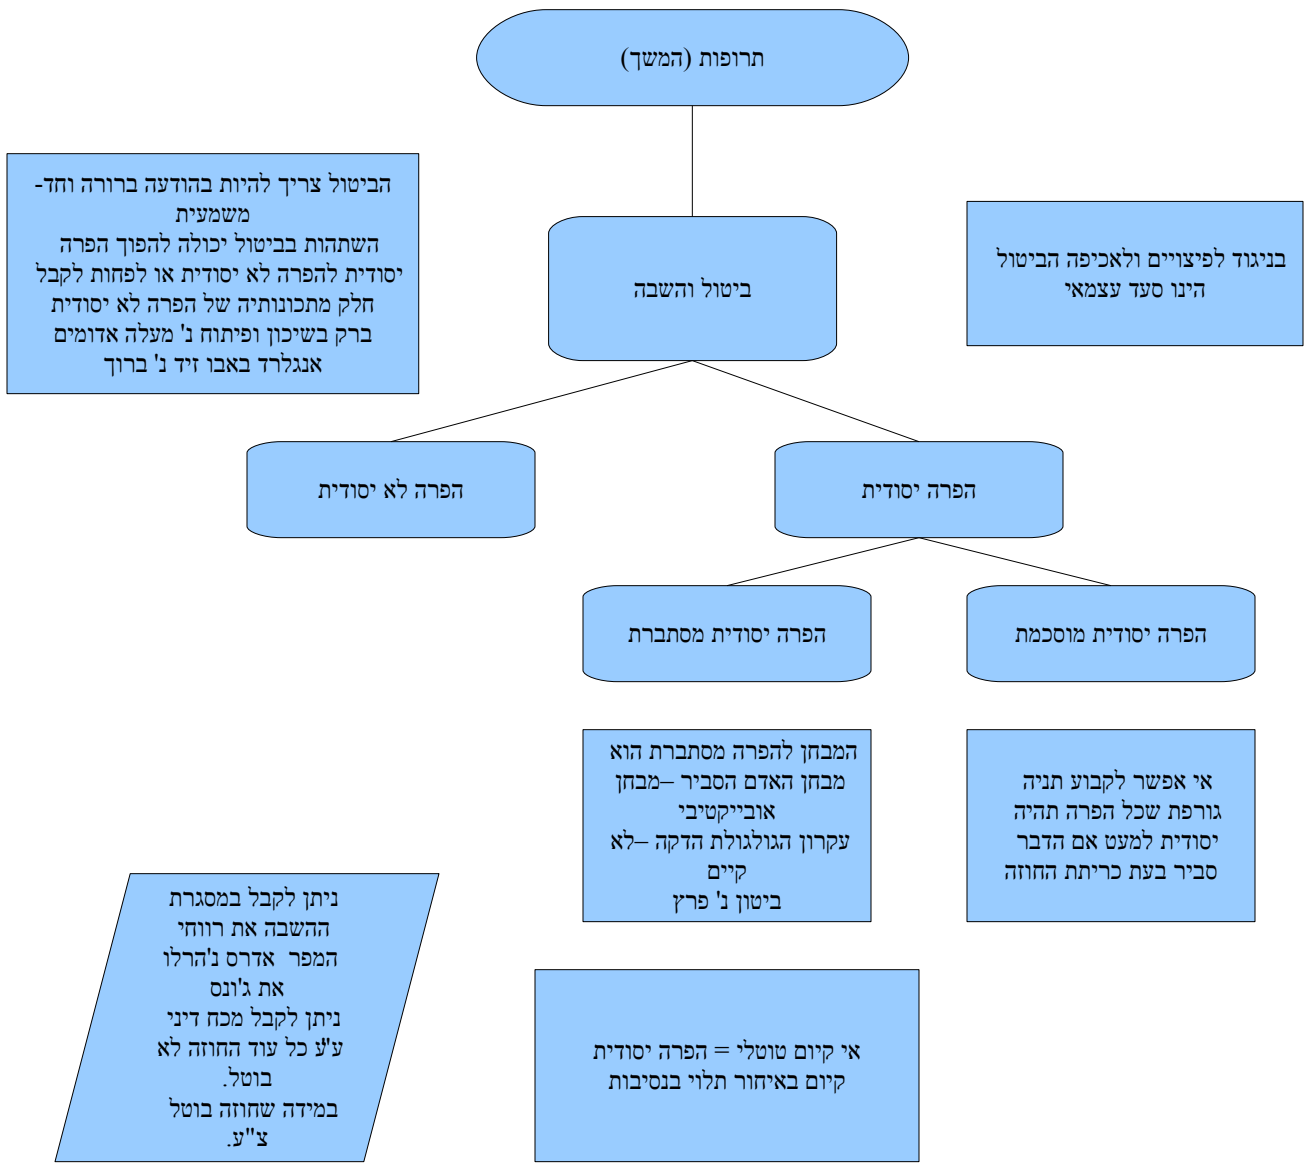 תרופות (המשך)
בניגוד לפיצויים ולאכיפה הביטול
הינו סעד עצמאי
ביטול והשבה
הביטול צריך להיות בהודעה ברורה וחד-
משמעית
השתהות בביטול יכולה להפוך הפרה
יסודית להפרה לא יסודית או לפחות לקבל
חלק מתכונותיה של הפרה לא יסודית
ברק בשיכון ופיתוח נ' מעלה אדומים
אנגלרד באבו זיד נ' ברוך
הפרה יסודית
הפרה לא יסודית
הפרה יסודית מוסכמת
הפרה יסודית מסתברת
אי אפשר לקבוע תניה
גורפת שכל הפרה תהיה
יסודית למעט אם הדבר
סביר בעת כריתת החוזה
המבחן להפרה מסתברת הוא
מבחן האדם הסביר –מבחן
אובייקטיבי
עקרון הגולגולת הדקה –לא
קיים
ביטון נ' פרץ
אי קיום טוטלי = הפרה יסודית
קיום באיחור תלוי בנסיבות
ניתן לקבל במסגרת
ההשבה את רווחי
המפר אדרס נ'הרלו
את ג'ונס
ניתן לקבל מכח דיני
עע"ע כל עוד החוזה לא
בוטל.
במידה שחוזה בוטל
צ"ע.